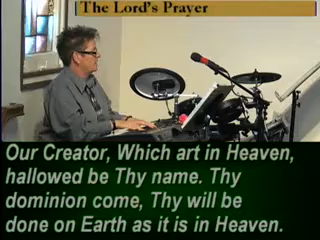 The Lord's Prayer
Our Creator, Which art in Heaven,
hallowed be Thy name. Thy
dominion come, Thy will be
done on Earth as it is in Heaven.